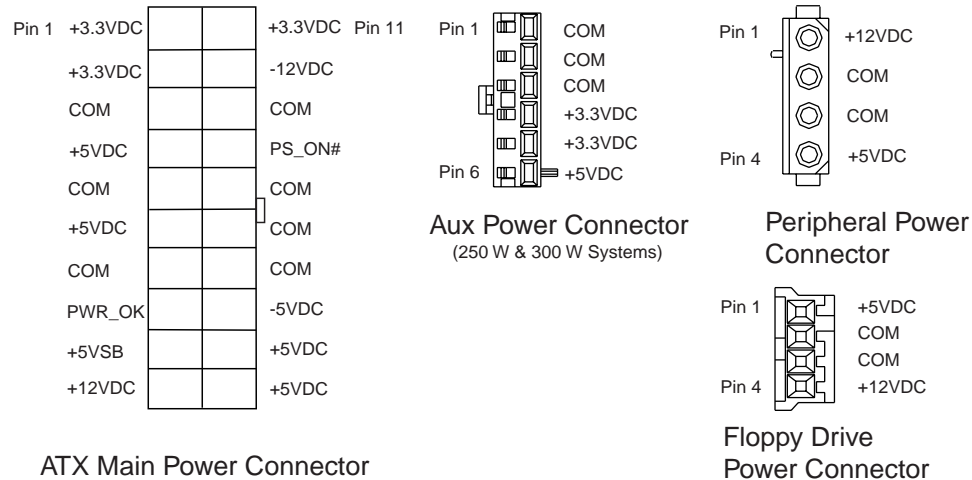 Pin 1 +3.3VDC +3.3VDC Pin 11
+3.3VDC -12VDC
COM COM
+5VDC PS_ON#
COM COM
+5VDC COM
COM COM
PWR_OK -5VDC
+5VSB +5VDC
+12VDC +5VDC
ATX Main Power Connector
Pin 1 COM
COM
COM
+3.3VDC
+3.3VDC
Pin 6 +5VDC
Aux Power Connector
(250 W & 300 W Systems)
Pin 1 +12VDC
COM
COM
Pin 4 +5VDC
Peripheral Power
Connector
Pin 1 +5VDC
COM
COM
Pin 4 +12VDC
Floppy Drive
Power Connector